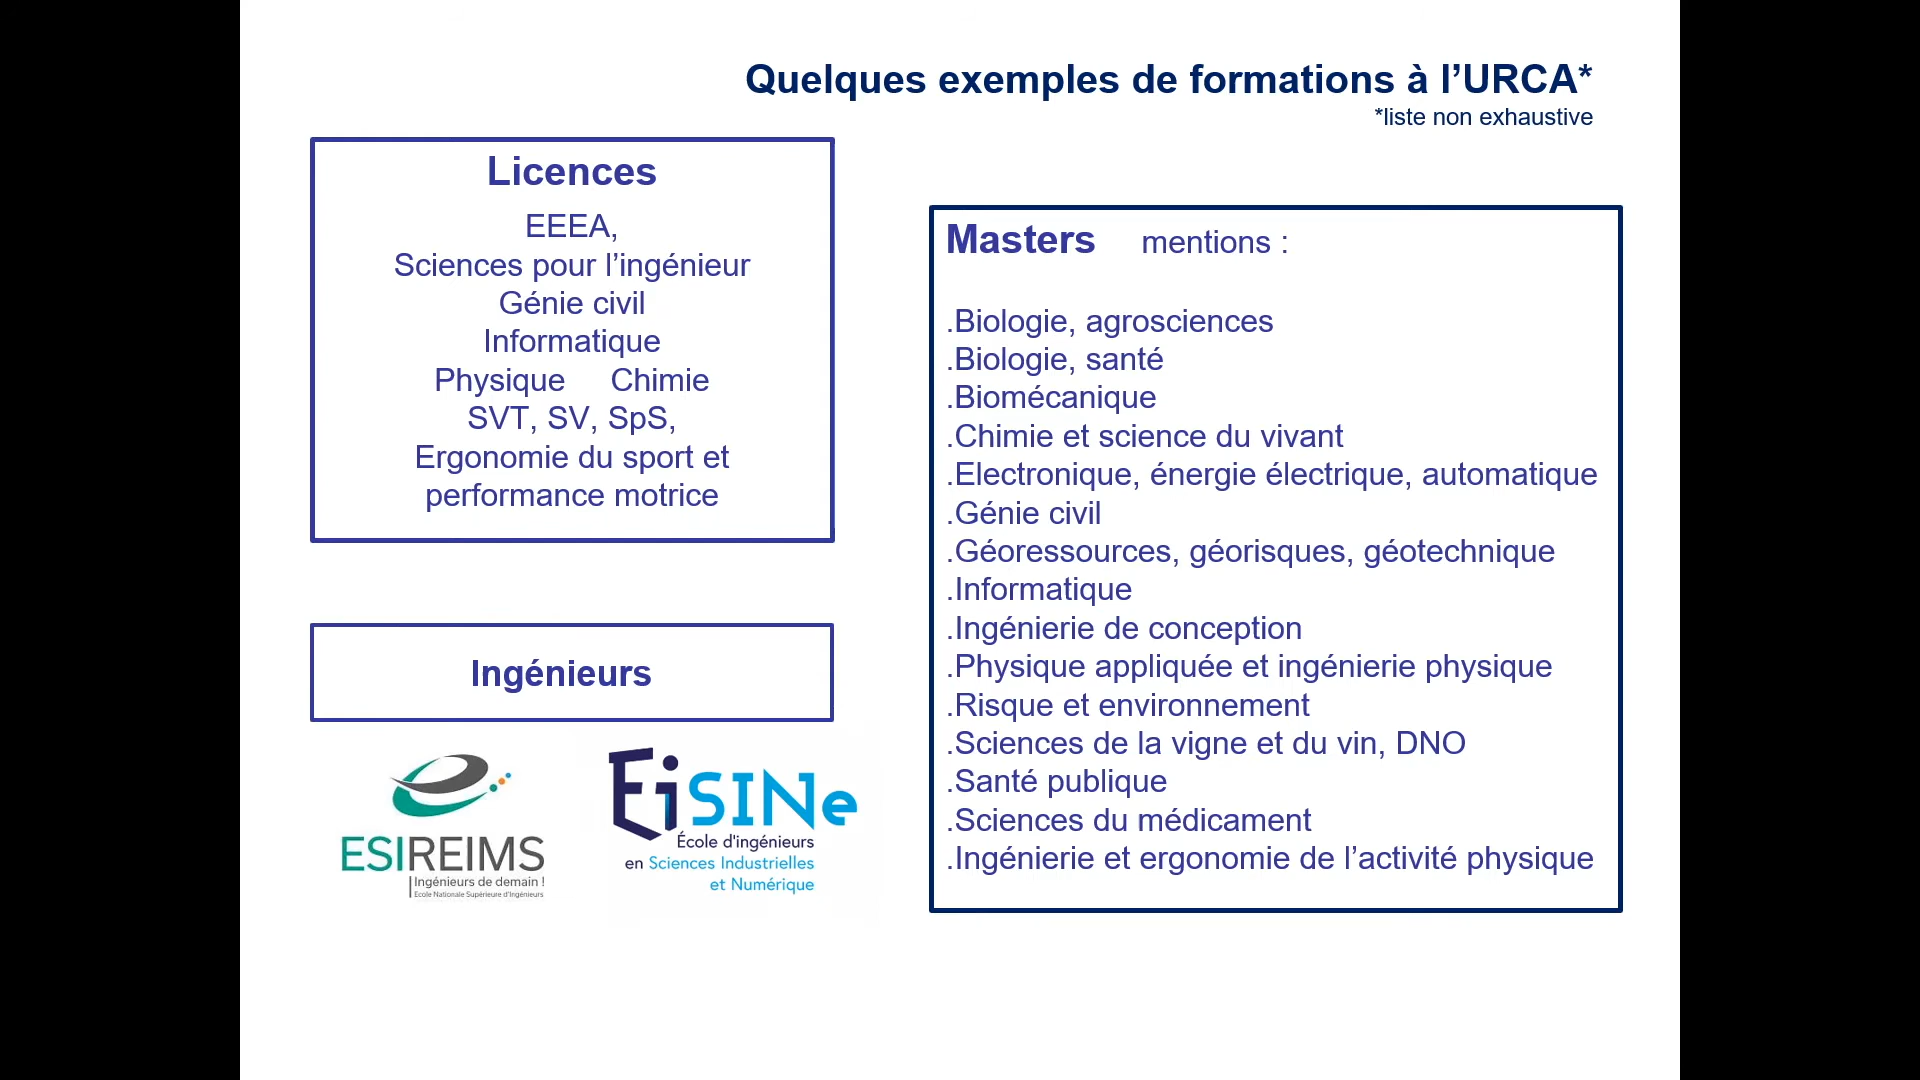 Quelques exemples de formations à l’URCA*
*liste non exhaustive
Licences
EEEA,
Sciences pour l’ingénieur
Génie civil
Informatique
Physique Chimie
SVT, SV, SpS,
Ergonomie du sport et
performance motrice
Ingénieurs
ESIREIMS
Ingénieurs de demain !
Ecole Nationale Supérieure d'Ingénieurs
EiSINe
École d'ingénieurs
en Sciences Industrielles
et Numérique
Masters mentions :
.Biologie, agrosciences
.Biologie, santé
.Biomécanique
.Chimie et science du vivant
.Electronique, énergie électrique, automatique
.Génie civil
.Géoressources, géorisques, géotechnique
.Informatique
.Ingénierie de conception
.Physique appliquée et ingénierie physique
.Risque et environnement
.Sciences de la vigne et du vin, DNO
.Santé publique
.Sciences du médicament
.Ingénierie et ergonomie de l’activité physique